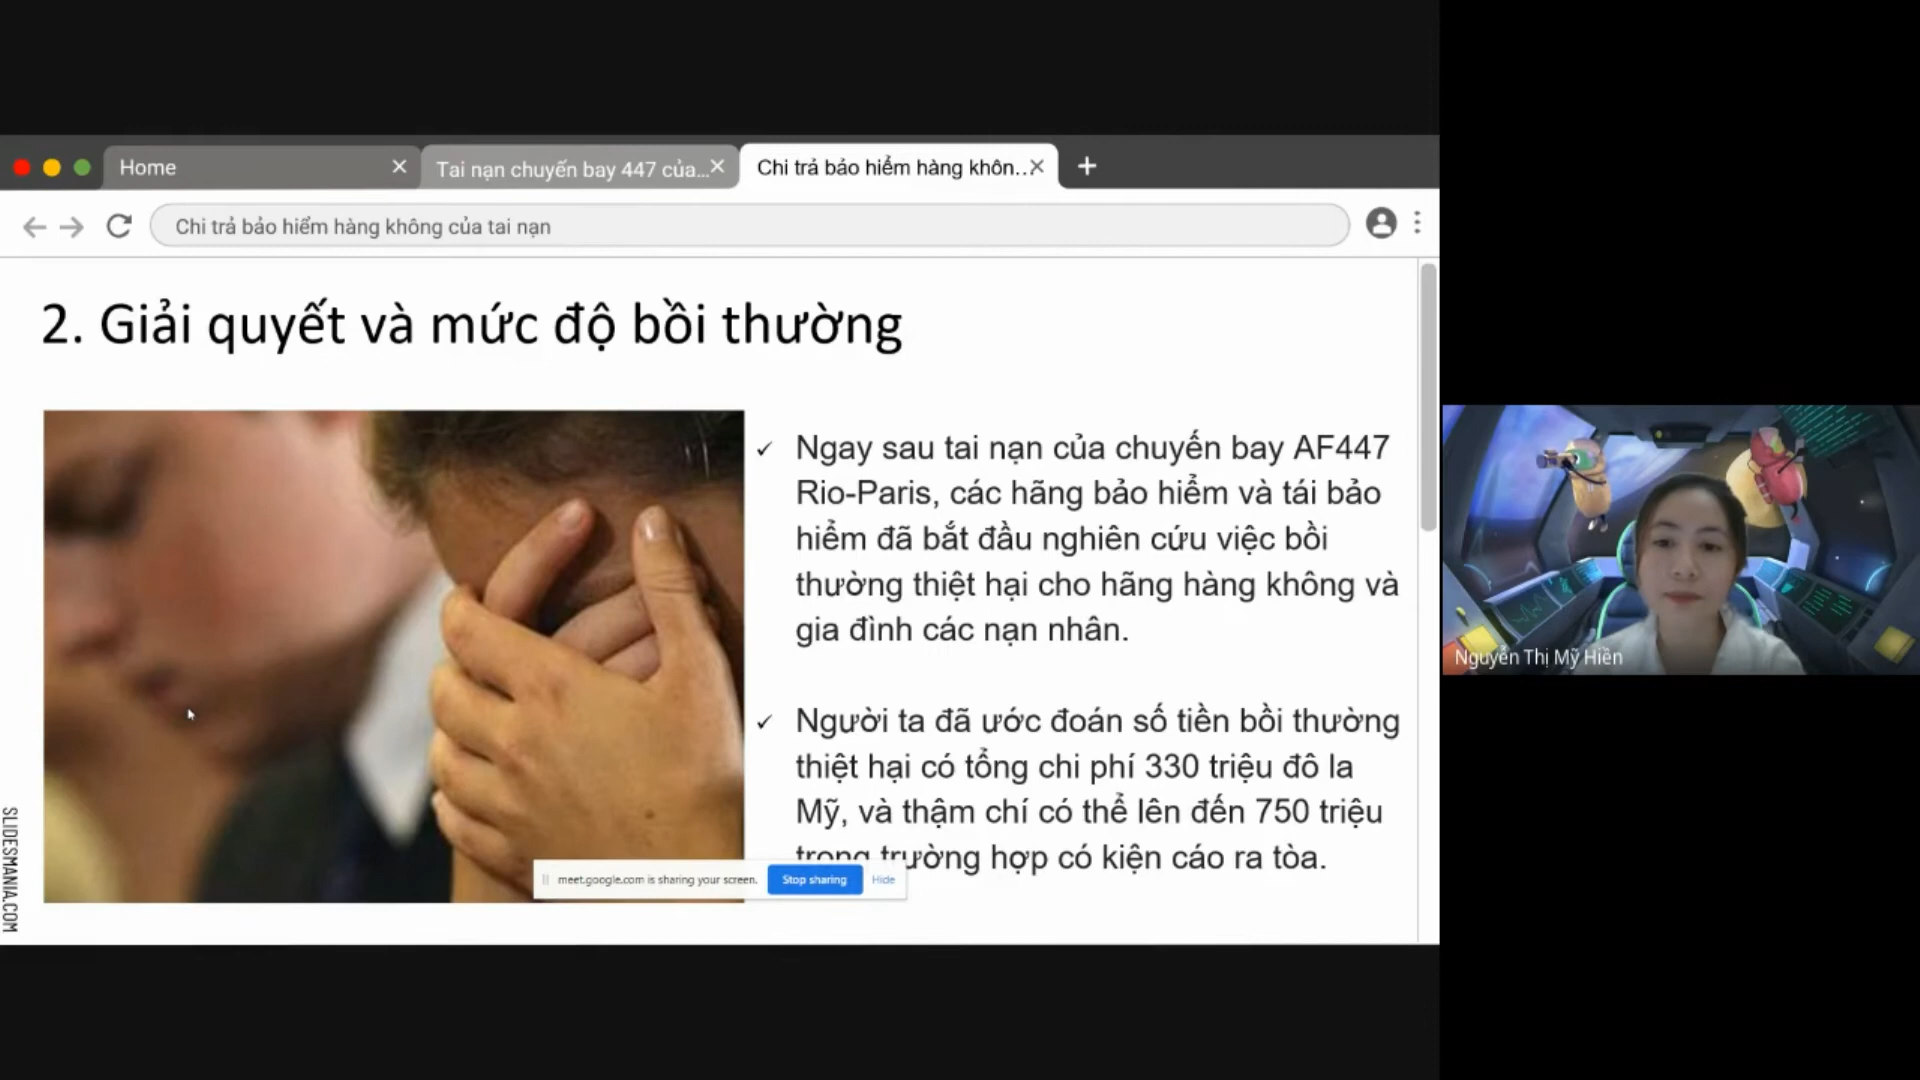 Home
Tai nạn chuyến bay 447 của...
Chi trả bảo hiểm hàng khôn...
Chi trả bảo hiểm hàng không của tai nạn
2. Giải quyết và mức độ bồi thường
✓ Ngay sau tai nạn của chuyến bay AF447
Rio-Paris, các hãng bảo hiểm và tái bảo
hiểm đã bắt đầu nghiên cứu việc bồi
thường thiệt hại cho hãng hàng không và
gia đình các nạn nhân.
✓ Người ta đã ước đoán số tiền bồi thường
thiệt hại có tổng chi phí 330 triệu đô la
Mỹ, và thậm chí có thể lên đến 750 triệu
trong trường hợp có kiện cáo ra tòa.
meet.google.com is sharing your screen.
Stop sharing
Hide
SLIDESMANIA.COM
Nguyễn Thị Mỹ Hiền